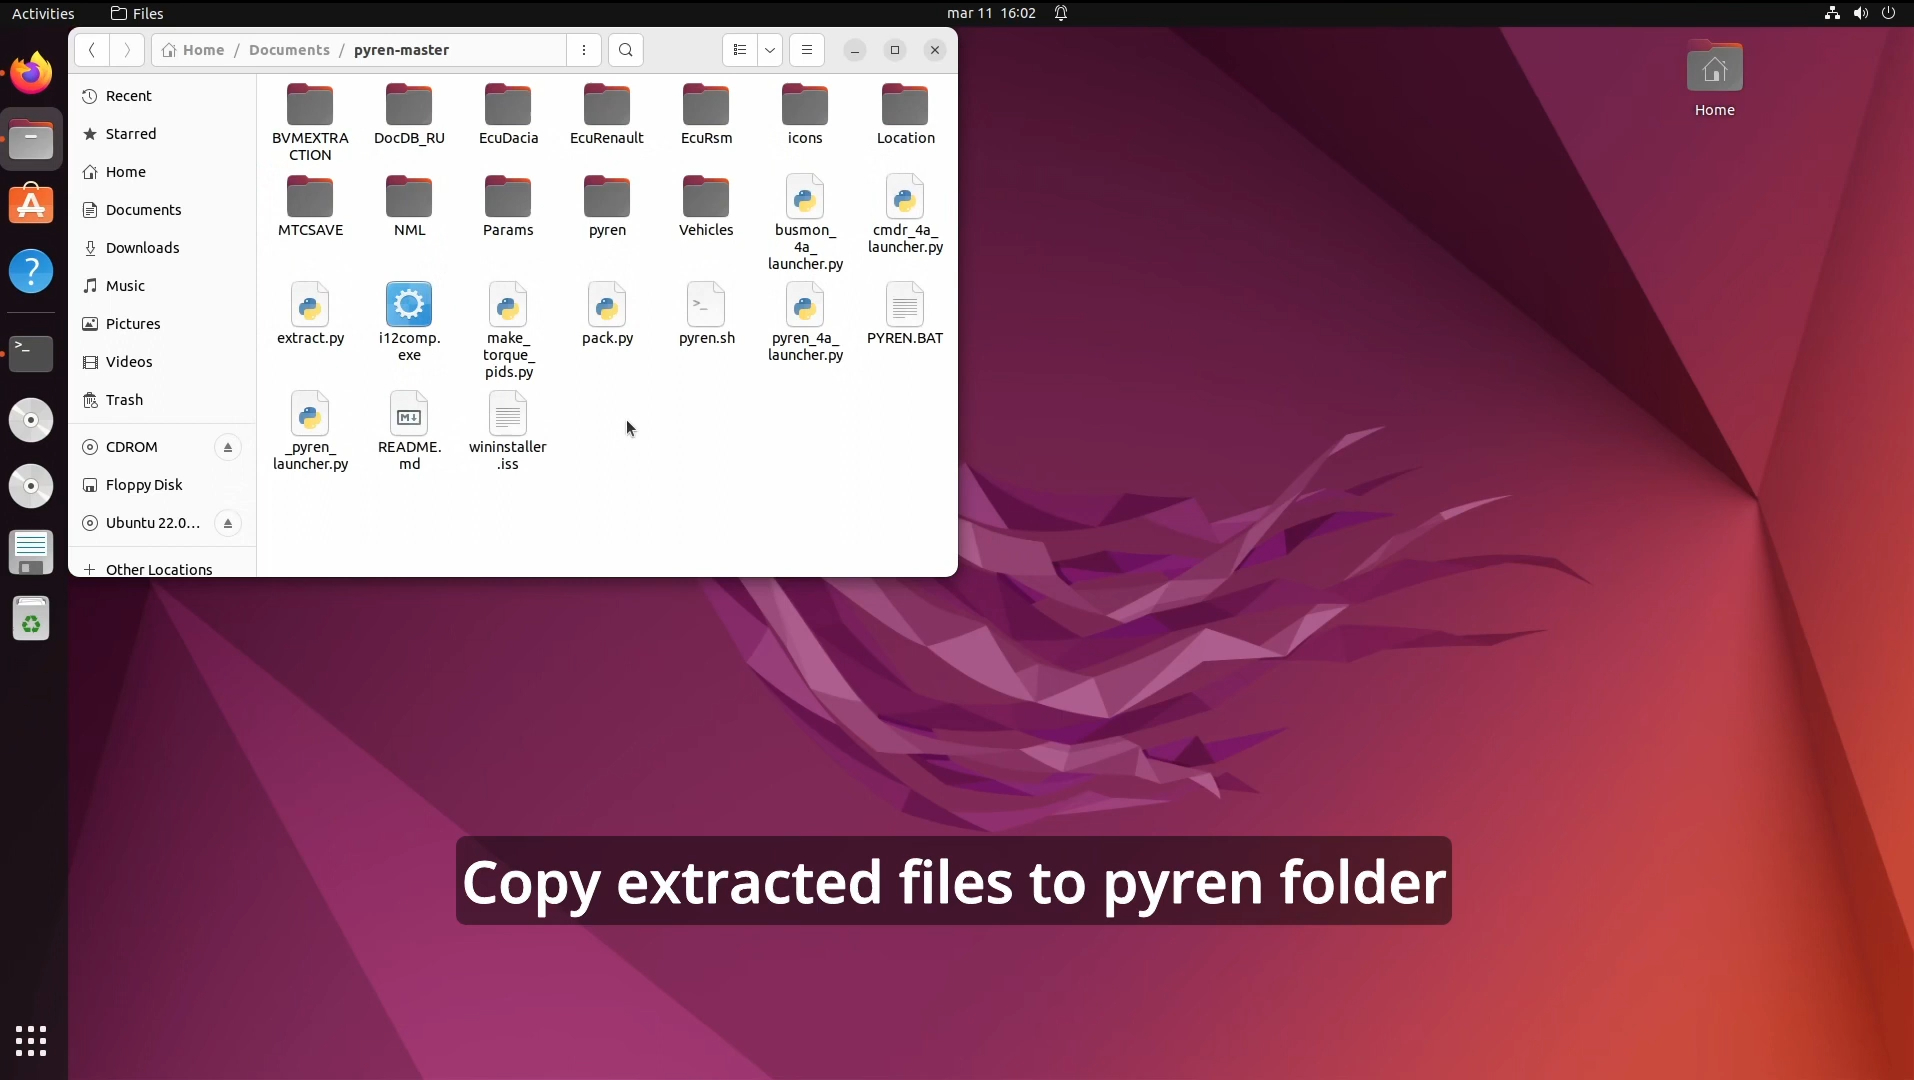 Activities
Files
mar 11 16:02
Home / Documents / pyren-master
Recent
Starred
Home
Documents
Downloads
Music
Pictures
Videos
Trash
CDROM
Floppy Disk
Ubuntu 22.0...
Other Locations
BVMEXTRA
CTION
DocDB_RU
EcuDacia
EcuRenault
EcuRsm
icons
Location
MTCSAVE
NML
Params
pyren
Vehicles
busmon_
4a_
launcher.py
cmdr_4a_
launcher.py
extract.py
i12comp.
exe
make_
torque_
pids.py
pack.py
pyren.sh
pyren_4a_
launcher.py
PYREN.BAT
_pyren_
launcher.py
README.
md
wininstaller
.iss
Home
Copy extracted files to pyren folder